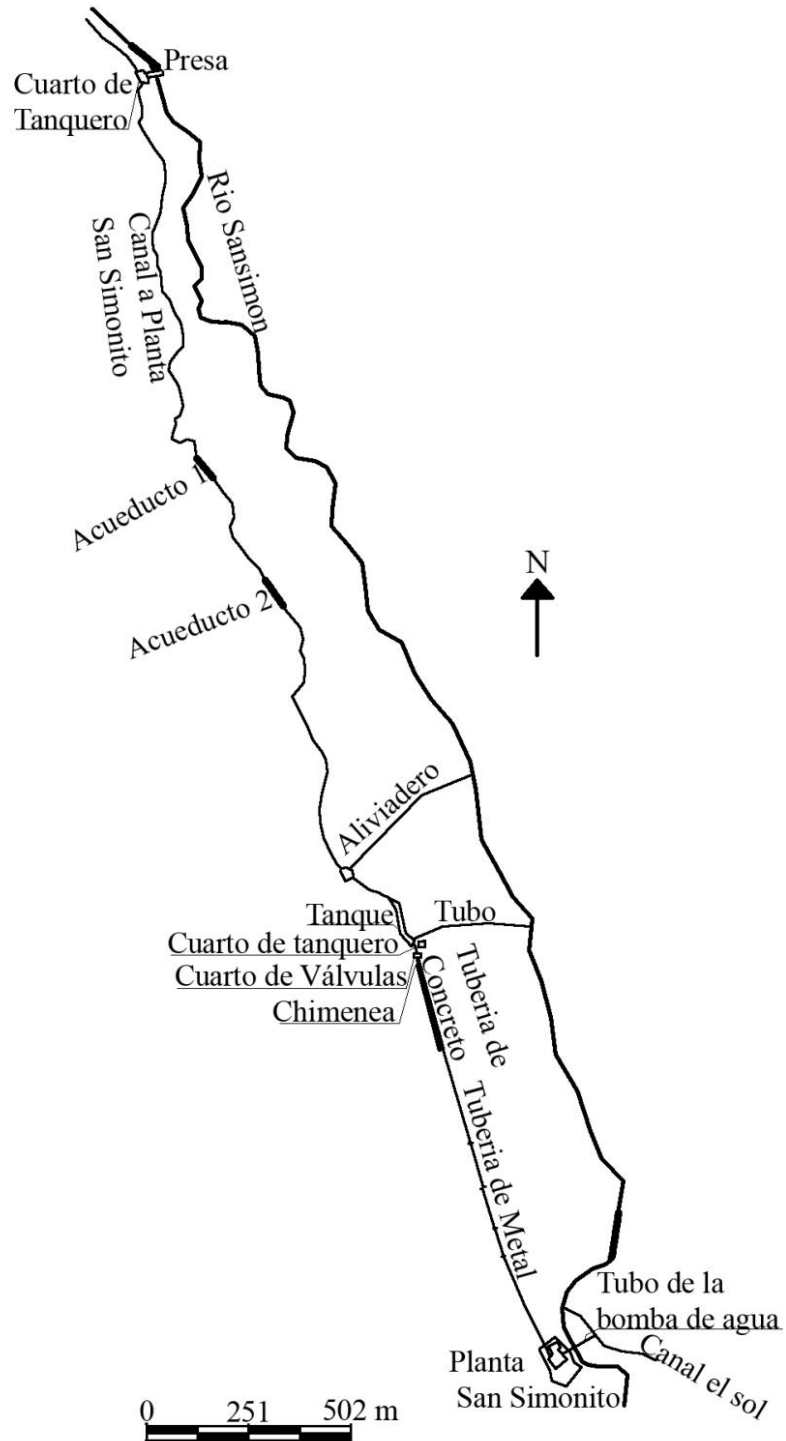 Presa
Cuarto de
Tanquero
Rio Sansimon
Canal a Planta
San Simonito
Acueducto 1
N
Acueducto 2
Aliviadero
Tanque
Tubo
Cuarto de tanquero
Cuarto de Válvulas
Chimenea
Tuberia de
Concreto
Tuberia de Metal
Tubo de la
bomba de agua
Canal el sol
Planta
San Simonito
0 251 502 m